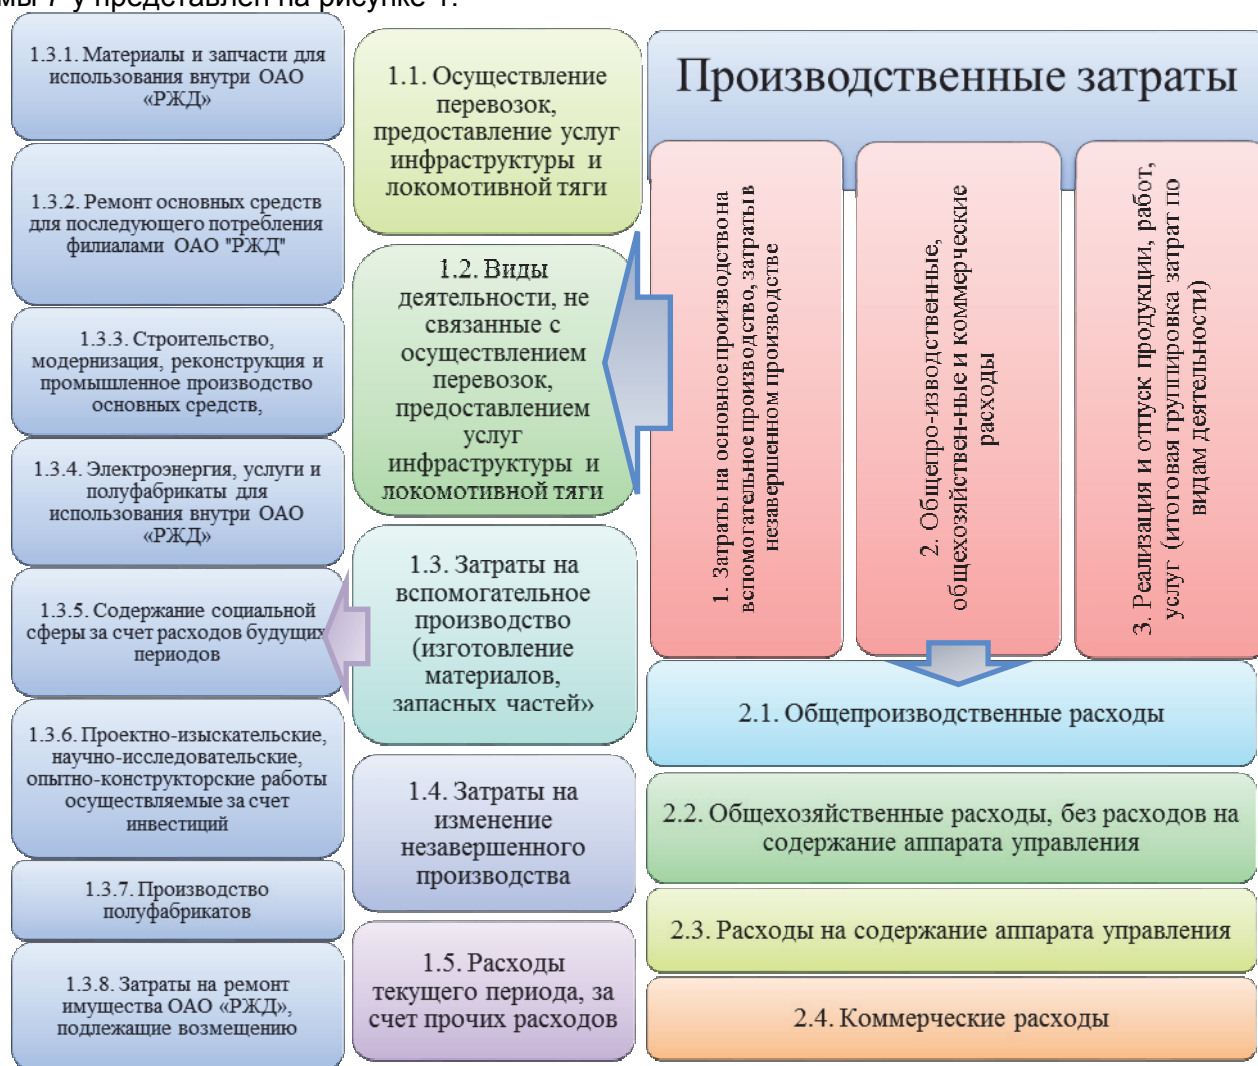 мы 7-у представлен на рисунке 1.
1.3.1. Материалы и запчасти для
использования внутри ОАО
«РЖД»
1.3.2. Ремонт основных средств
для последующего потребления
филиалами ОАО "РЖД"
1.3.3. Строительство,
модернизация, реконструкция и
промышленное производство
основных средств,
1.3.4. Электроэнергия, услуги и
полуфабрикаты для
использования внутри ОАО
«РЖД»
1.3.5. Содержание социальной
сферы за счет расходов будущих
периодов
1.3.6. Проектно-изыскательские,
научно-исследовательские,
опытно-конструкторские работы
осуществляемые за счет
инвестиций
1.3.7. Производство
полуфабрикатов
1.3.8. Затраты на ремонт
имущества ОАО «РЖД»,
подлежащие возмещению
1.1. Осуществление
перевозок,
предоставление услуг
инфраструктуры и
локомотивной тяги
1.2. Виды
деятельности, не
связанные с
осуществлением
перевозок,
предоставлением
услуг
инфраструктуры и
локомотивной тяги
1.3. Затраты на
вспомогательное
производство
(изготовление
материалов,
запасных частей»
1.4. Затраты на
изменение
незавершенного
производства
1.5. Расходы
текущего периода, за
счет прочих расходов
Производственные затраты
1. Затраты на основное производствона
вспомогательное производство, затраты в
незавершенном производстве
2. Общепро-изводственные,
общехозяйствен-ные и коммерческие
расходы
3. Реализация и отпуск продукции, работ,
услуг (итоговая группировка затрат по
видам деятельности)
2.1. Общепроизводственные расходы
2.2. Общехозяйственные расходы, без расходов на
содержание аппарата управления
2.3. Расходы на содержание аппарата управления
2.4. Коммерческие расходы